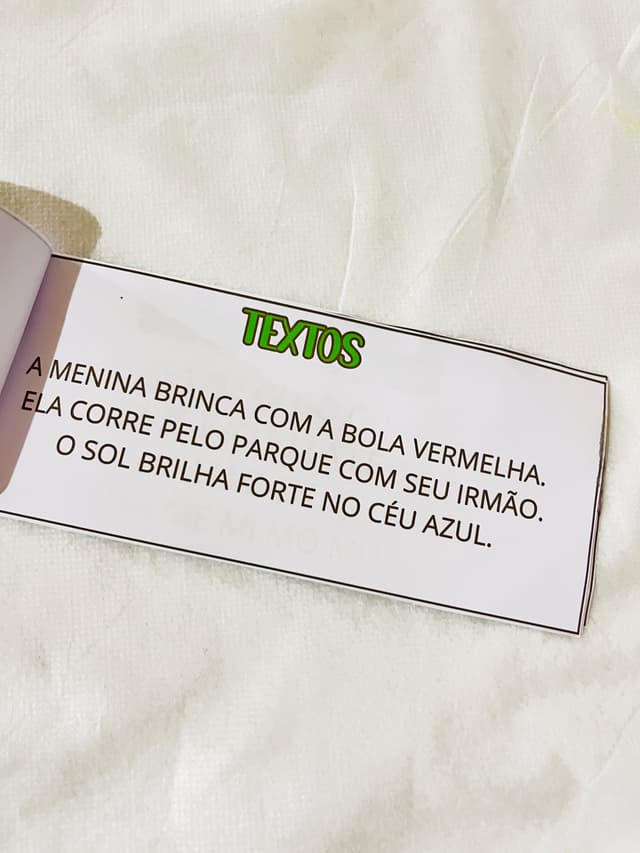 TEXTOS
A MENINA BRINCA COM A BOLA VERMELHA.
ELA CORRE PELO PARQUE COM SEU IRMÃO.
O SOL BRILHA FORTE NO CÉU AZUL.